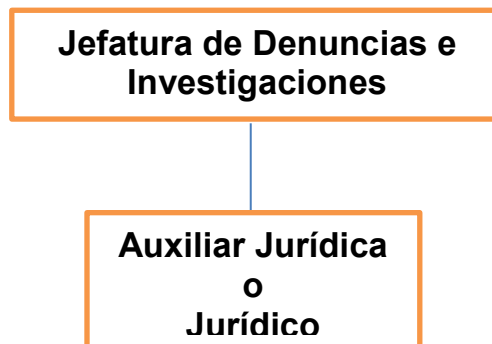 Jefatura de Denuncias e
Investigaciones
Auxiliar Jurídica
o
Jurídico